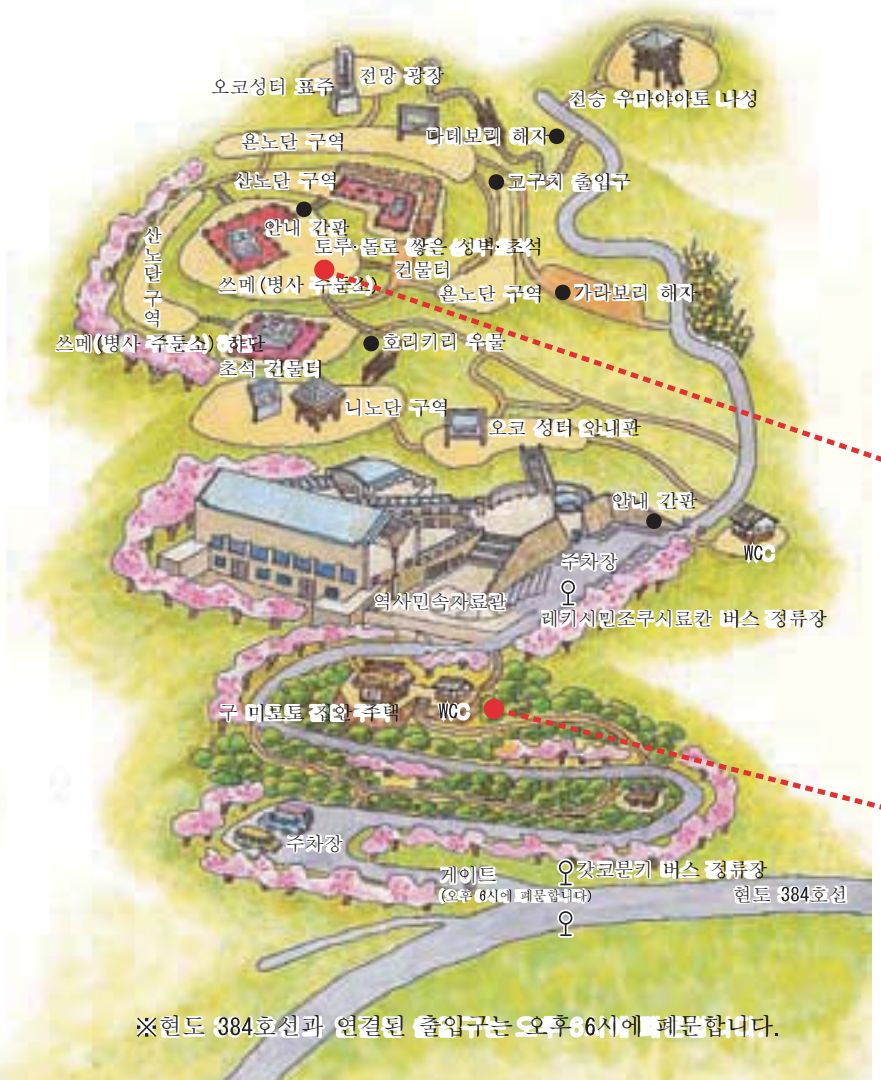 오코성터 표주
전망 광장
전승 우마야아토 나성
욘노단 구역
다테보리 해자
산노단 구역
고구치 출입구
안내 간판
토루·돌로 쌓은 성벽·초석
건물터
산노단 구역
쓰메(병사 주둔소)
욘노단 구역
가라보리 해자
쓰메(병사 주둔소) 하단
호리키리 우물
초석 건물터
니노단 구역
오코 성터 안내판
안내 간판
WC
주차장
역사민속자료관
레키시민조쿠시료칸 버스 정류장
구 미모토 집안 주택
WC
주차장
게이트
(오후 6시에 폐문합니다)
갓코문키 버스 정류장
현도 384호선
※현도 384호선과 연결된 출입구는 오후 6시에 폐문합니다.